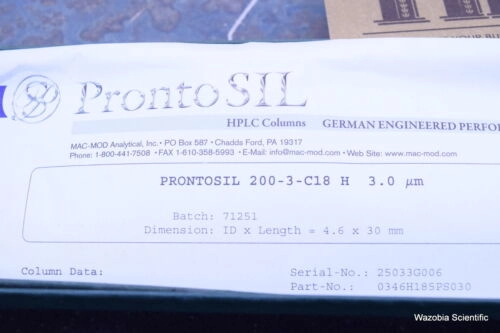 YOUR BU
ProntoSIL
HPLC Columns GERMAN ENGINEERED PERFO
MAC-MOD Analytical, Inc. • PO Box 587 • Chadds Ford, PA 19317
Phone: 1-800-441-7508 • FAX 1-610-358-5993 • E-Mail: info@mac-mod.com • Web Site: www.mac-mod.com
PRONTOSIL 200-3-C18 H 3.0 µm
Batch: 71251
Dimension: ID x Length = 4.6 x 30 mm
Column Data:
Serial-No.: 25033G006
Part-No.: 0346H185PS030
Wazobia Scientific